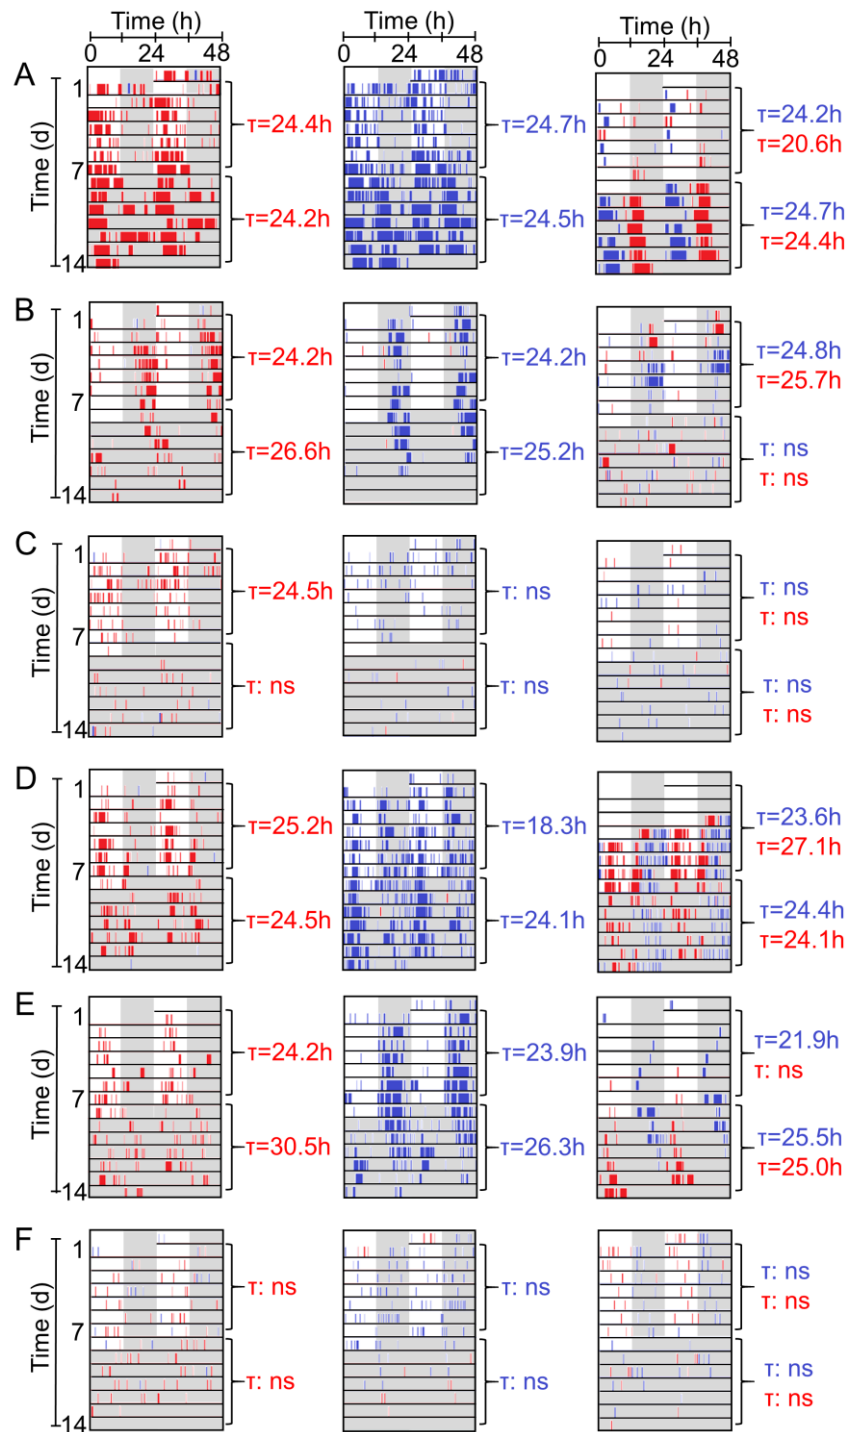 Time (h) Time (h) Time (h)
0 24 48 0 24 48 0 24 48
A
Time (d)
1
7
14
τ=24.4h
τ=24.2h
τ=24.7h
τ=24.5h
τ=24.2h
τ=20.6h
τ=24.7h
τ=24.4h
B
Time (d)
1
7
14
τ=24.2h
τ=26.6h
τ=24.2h
τ=25.2h
τ=24.8h
τ=25.7h
τ: ns
τ: ns
C
Time (d)
1
7
14
τ=24.5h
τ: ns
τ: ns
τ: ns
τ: ns
τ: ns
τ: ns
τ: ns
D
Time (d)
1
7
14
τ=25.2h
τ=24.5h
τ=18.3h
τ=24.1h
τ=23.6h
τ=27.1h
τ=24.4h
τ=24.1h
E
Time (d)
1
7
14
τ=24.2h
τ=30.5h
τ=23.9h
τ=26.3h
τ=21.9h
τ: ns
τ=25.5h
τ=25.0h
F
Time (d)
1
7
14
τ: ns
τ: ns
τ: ns
τ: ns
τ: ns
τ: ns
τ: ns
τ: ns